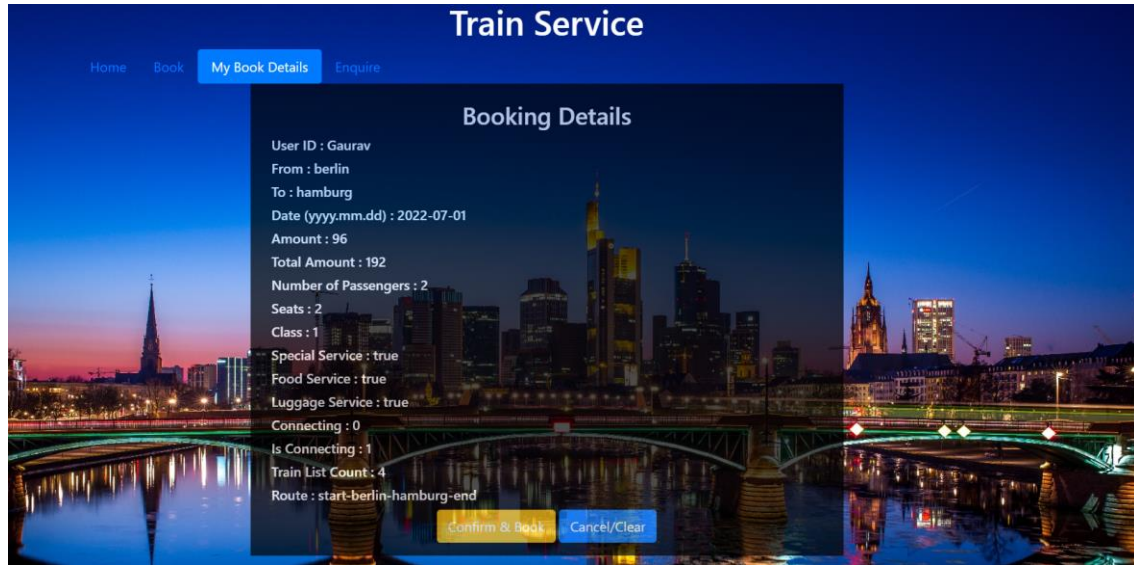 Train Service
Home Book My Book Details Enquire
Booking Details
User ID : Gaurav
From : berlin
To : hamburg
Date (yyyy.mm.dd) : 2022-07-01
Amount : 96
Total Amount : 192
Number of Passengers : 2
Seats : 2
Class : 1
Special Service : true
Food Service : true
Luggage Service : true
Connecting : 0
Is Connecting : 1
Train List Count : 4
Route : start-berlin-hamburg-end
Confirm & Book Cancel/Clear